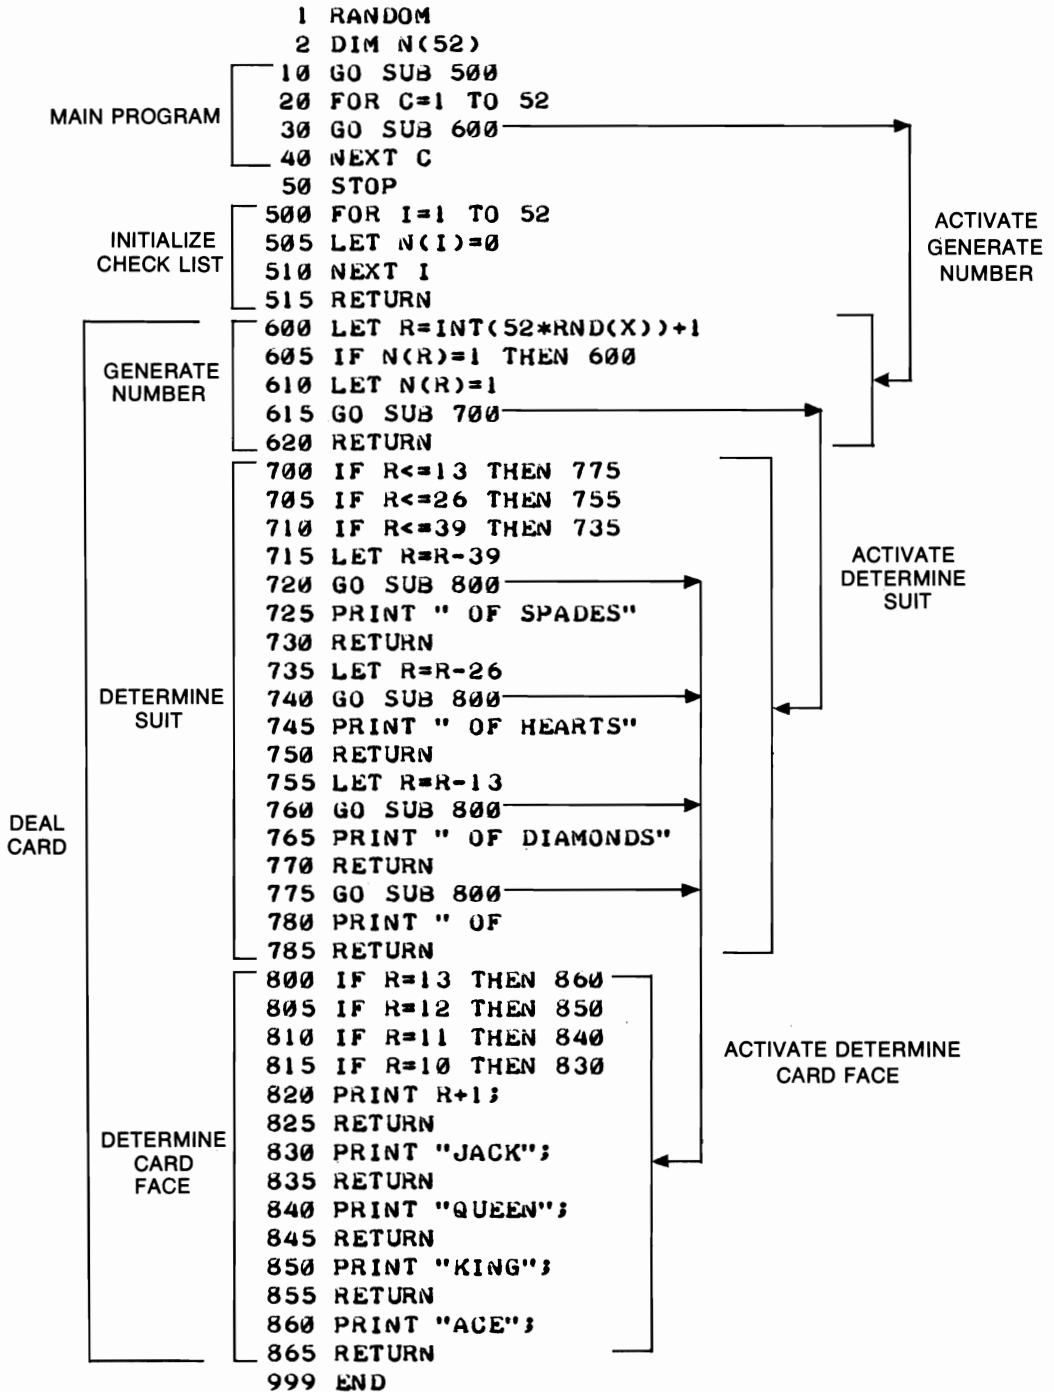 1 RANDOM
2 DIM N(52)
10 GO SUB 500
20 FOR C=1 TO 52
MAIN PROGRAM
30 GO SUB 600
40 NEXT C
50 STOP
500 FOR I=1 TO 52
INITIALIZE
CHECK LIST
505 LET N(I)=0
510 NEXT I
515 RETURN
ACTIVATE
GENERATE
NUMBER
600 LET R=INT(52*RND(X))+1
605 IF N(R)=1 THEN 600
GENERATE
NUMBER
610 LET N(R)=1
615 GO SUB 700
620 RETURN
700 IF R<=13 THEN 775
705 IF R<=26 THEN 755
710 IF R<=39 THEN 735
715 LET R=R-39
720 GO SUB 800
725 PRINT " OF SPADES"
730 RETURN
ACTIVATE
DETERMINE
SUIT
735 LET R=R-26
DETERMINE
SUIT
740 GO SUB 800
745 PRINT " OF HEARTS"
750 RETURN
755 LET R=R-13
760 GO SUB 800
DEAL
CARD
765 PRINT " OF DIAMONDS"
770 RETURN
775 GO SUB 800
780 PRINT " OF
785 RETURN
800 IF R=13 THEN 860
805 IF R=12 THEN 850
810 IF R=11 THEN 840
815 IF R=10 THEN 830
ACTIVATE DETERMINE
CARD FACE
820 PRINT R+1;
825 RETURN
DETERMINE
CARD
FACE
830 PRINT "JACK";
835 RETURN
840 PRINT "QUEEN";
845 RETURN
850 PRINT "KING";
855 RETURN
860 PRINT "ACE";
865 RETURN
999 END